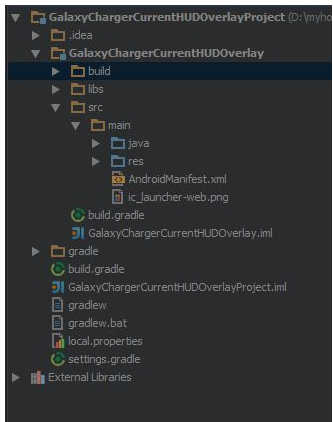 GalaxyChargerCurrentHUDOverlayProject (D:\myho
.idea
GalaxyChargerCurrentHUDOverlay
build
libs
src
main
java
res
AndroidManifest.xml
ic_launcher-web.png
build.gradle
GalaxyChargerCurrentHUDOverlay.iml
gradle
build.gradle
GalaxyChargerCurrentHUDOverlayProject.iml
gradlew
gradlew.bat
local.properties
settings.gradle
External Libraries